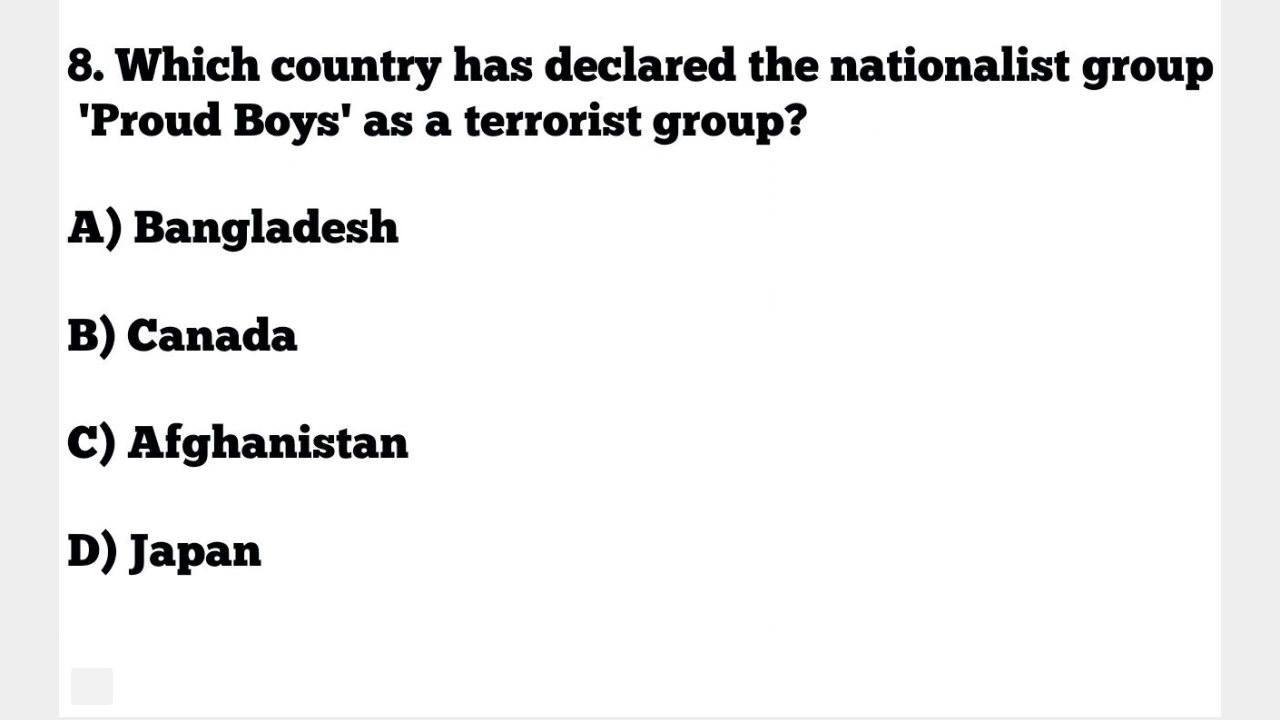 8. Which country has declared the nationalist group
'Proud Boys' as a terrorist group?
A) Bangladesh
B) Canada
C) Afghanistan
D) Japan